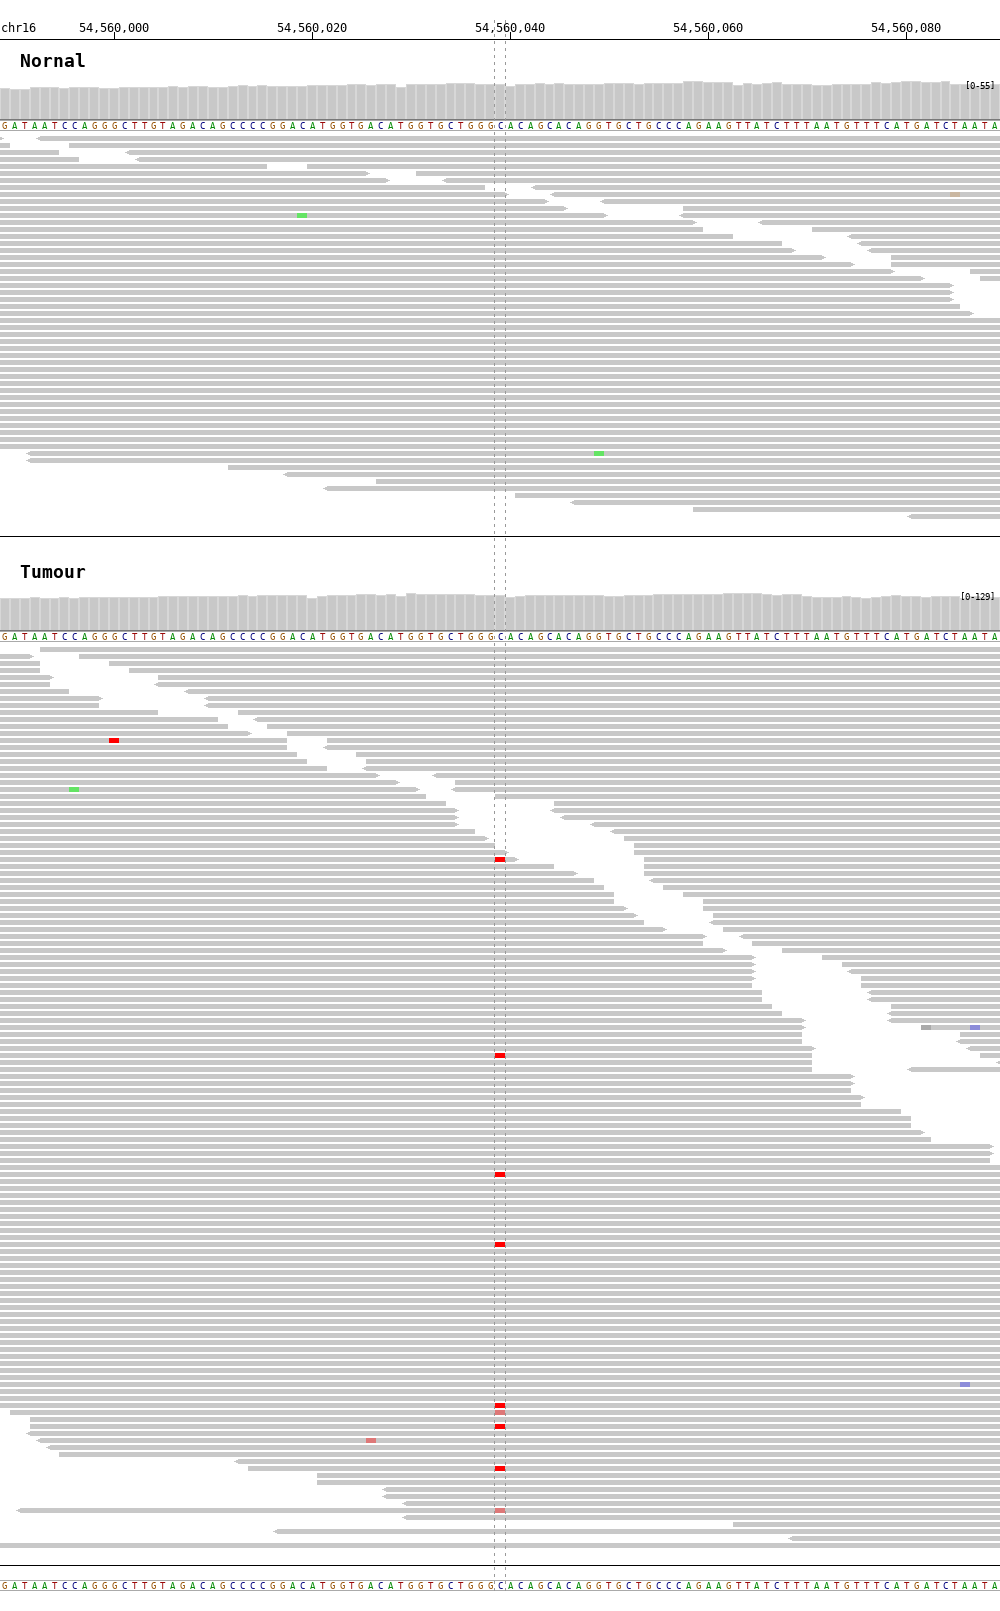 chr16 54,560,000 54,560,020 54,560,040 54,560,060 54,560,080
Nornal
[0-55]
GATAATCCAGGGCTTGTAGACAGCCCCGGACATGGTGACATGGTGCTGGGCACAGCACAGGTGCTGCCCAGAAGTTATCTTTAATGTTTCATGATCTAATA
Tumour
[0-129]
GATAATCCAGGGCTTGTAGACAGCCCCGGACATGGTGACATGGTGCTGGGCACAGCACAGGTGCTGCCCAGAAGTTATCTTTAATGTTTCATGATCTAATA
GATAATCCAGGGCTTGTAGACAGCCCCGGACATGGTGACATGGTGCTGGGCACAGCACAGGTGCTGCCCAGAAGTTATCTTTAATGTTTCATGATCTAATA